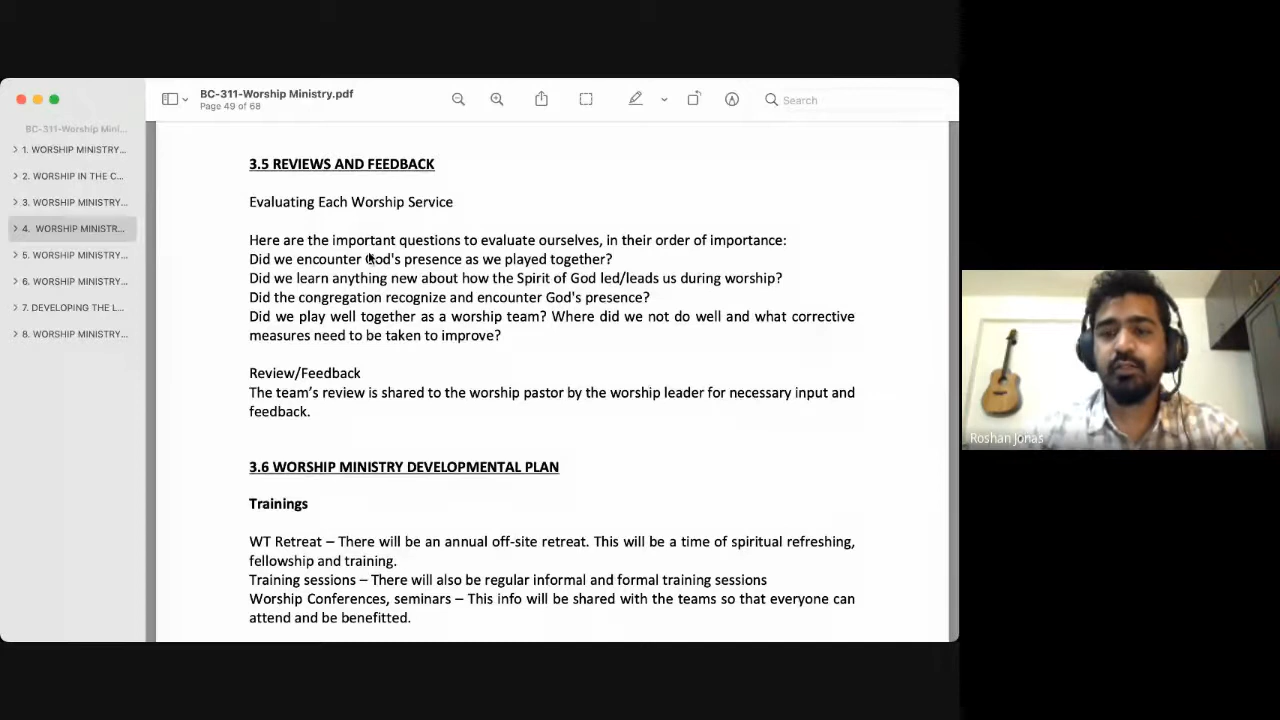 BC-311-Worship Ministry.pdf
Page 49 of 68
Search
BC-311-Worship Mini...
1. WORSHIP MINISTRY...
2. WORSHIP IN THE C...
3. WORSHIP MINISTRY...
4. WORSHIP MINISTR...
5. WORSHIP MINISTRY...
6. WORSHIP MINISTRY...
7. DEVELOPING THE L...
8. WORSHIP MINISTRY...
3.5 REVIEWS AND FEEDBACK
Evaluating Each Worship Service
Here are the important questions to evaluate ourselves, in their order of importance:
Did we encounter God's presence as we played together?
Did we learn anything new about how the Spirit of God led/leads us during worship?
Did the congregation recognize and encounter God's presence?
Did we play well together as a worship team? Where did we not do well and what corrective
measures need to be taken to improve?
Review/Feedback
The team’s review is shared to the worship pastor by the worship leader for necessary input and
feedback.
3.6 WORSHIP MINISTRY DEVELOPMENTAL PLAN
Trainings
WT Retreat – There will be an annual off-site retreat. This will be a time of spiritual refreshing,
fellowship and training.
Training sessions – There will also be regular informal and formal training sessions
Worship Conferences, seminars – This info will be shared with the teams so that everyone can
attend and be benefitted.
Roshan Jonas